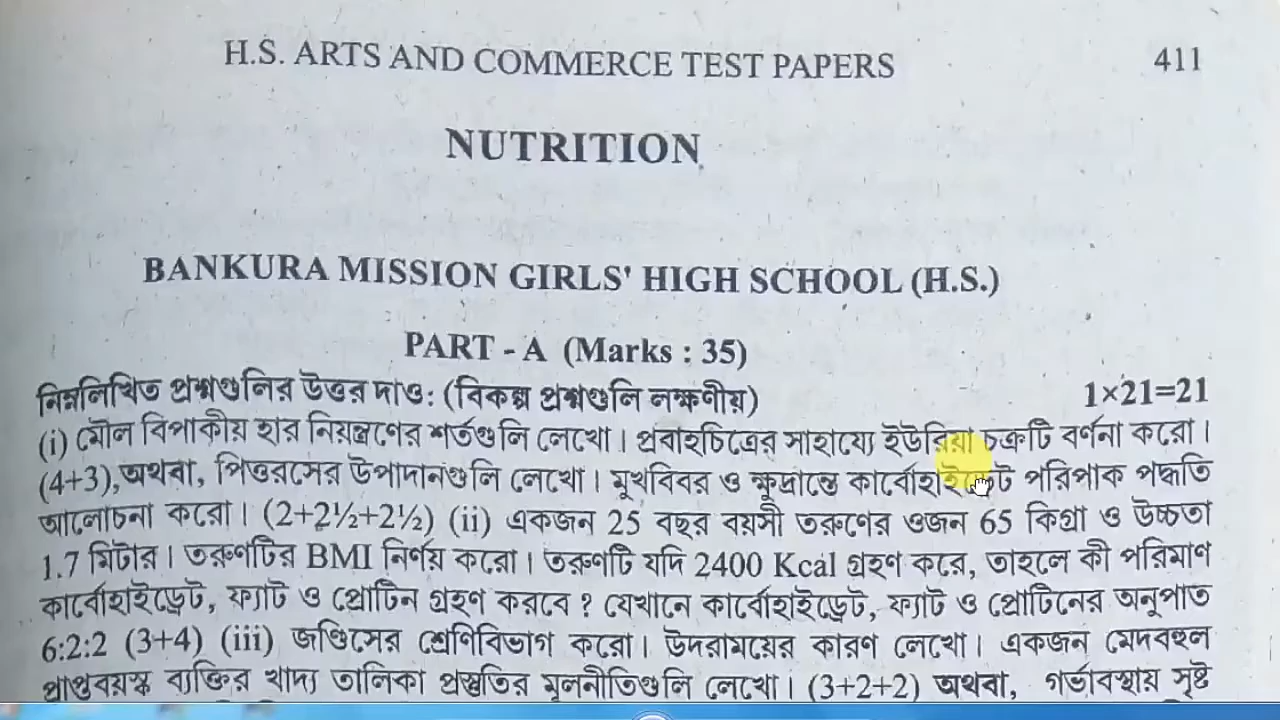 H.S. ARTS AND COMMERCE TEST PAPERS 411
NUTRITION
BANKURA MISSION GIRLS' HIGH SCHOOL (H.S.)
PART - A (Marks : 35)
নিম্নলিখিত প্রশ্নগুলির উত্তর দাও: (বিকল্প প্রশ্নগুলি লক্ষণীয়) 1×21=21
(i) মৌল বিপাকীয় হার নিয়ন্ত্রণের শর্তগুলি লেখো। প্রবাহচিত্রের সাহায্যে ইউরিয়া চক্রটি বর্ণনা করো।
(4+3),অথবা, পিত্তরসের উপাদানগুলি লেখো। মুখবিবর ও ক্ষুদ্রান্ত্রে কার্বোহাইড্রেট পরিপাক পদ্ধতি
আলোচনা করো। (2+2½+2½) (ii) একজন 25 বছর বয়সী তরুণের ওজন 65 কিগ্রা ও উচ্চতা
1.7 মিটার। তরুণটির BMI নির্ণয় করো। তরুণটি যদি 2400 Kcal গ্রহণ করে, তাহলে কী পরিমাণ
কার্বোহাইড্রেট, ফ্যাট ও প্রোটিন গ্রহণ করবে ? যেখানে কার্বোহাইড্রেট, ফ্যাট ও প্রোটিনের অনুপাত
6:2:2 (3+4) (iii) জণ্ডিসের শ্রেণিবিভাগ করো। উদরাময়ের কারণ লেখো। একজন মেদবহুল
প্রাপ্তবয়স্ক ব্যক্তির খাদ্য তালিকা প্রস্তুতির মূলনীতিগুলি লেখো। (3+2+2) অথবা, গর্ভাবস্থায় সৃষ্ট